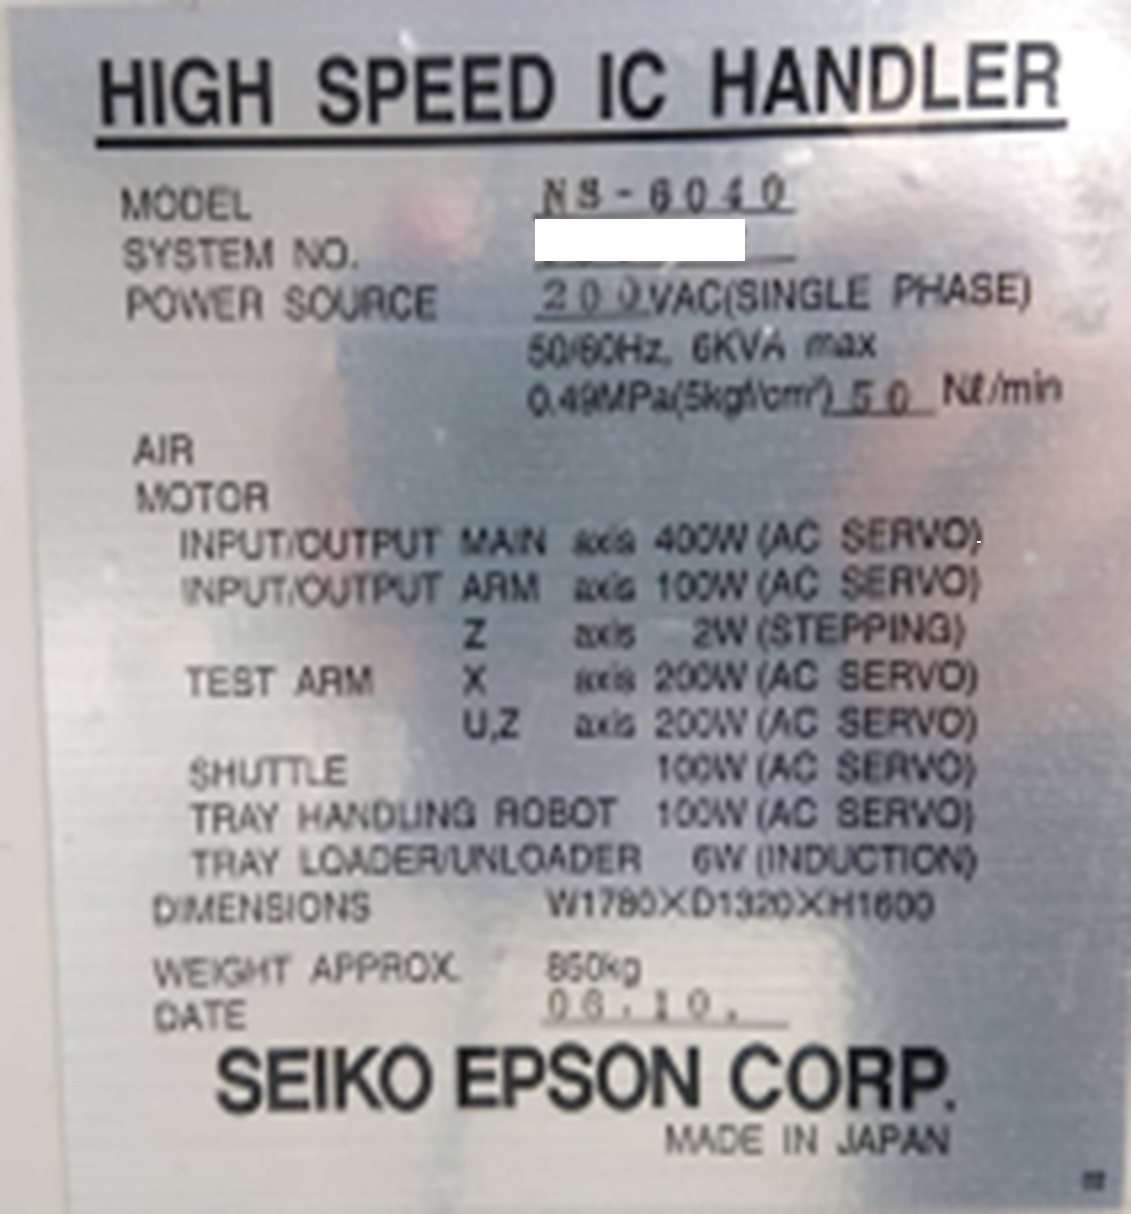 HIGH SPEED IC HANDLER
MODEL NS-6040
SYSTEM NO.
POWER SOURCE 200VAC(SINGLE PHASE)
50/60Hz, 6KVA max
0.49MPa(5kgf/cm²) 50 Nℓ/min
AIR
MOTOR
INPUT/OUTPUT MAIN axis 400W (AC SERVO)
INPUT/OUTPUT ARM axis 100W (AC SERVO)
Z axis 2W (STEPPING)
TEST ARM X axis 200W (AC SERVO)
U,Z axis 200W (AC SERVO)
SHUTTLE 100W (AC SERVO)
TRAY HANDLING ROBOT 100W (AC SERVO)
TRAY LOADER/UNLOADER 6W (INDUCTION)
DIMENSIONS W1780×D1320×H1600
WEIGHT APPROX. 860kg
DATE 06.10.
SEIKO EPSON CORP.
MADE IN JAPAN